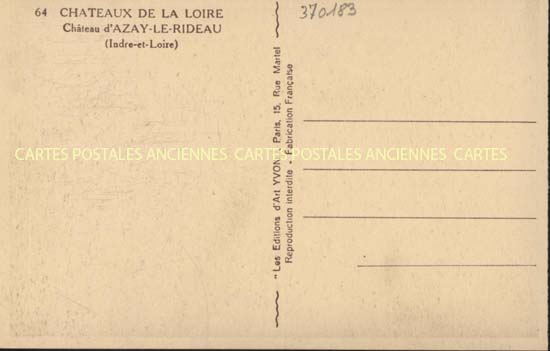 64 CHATEAUX DE LA LOIRE
Château d'AZAY-LE-RIDEAU
(Indre-et-Loire)
370183
"Les Editions d'Art YVON", Paris, 15, Rue Martel
Reproduction interdite - Fabrication Française
CARTES POSTALES ANCIENNES CARTES POSTALES ANCIENNES CARTES